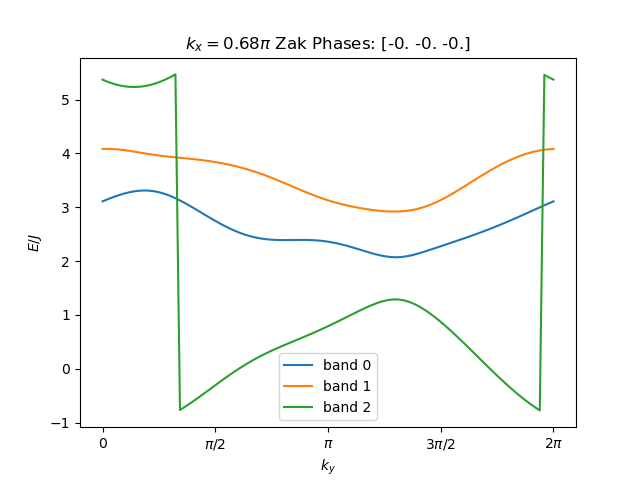 $k_x = 0.68\pi$ Zak Phases: [-0. -0. -0.]
E/J
5
4
3
2
1
0
−1
band 0
band 1
band 2
0
π/2
π
3π/2
2π
$k_y$